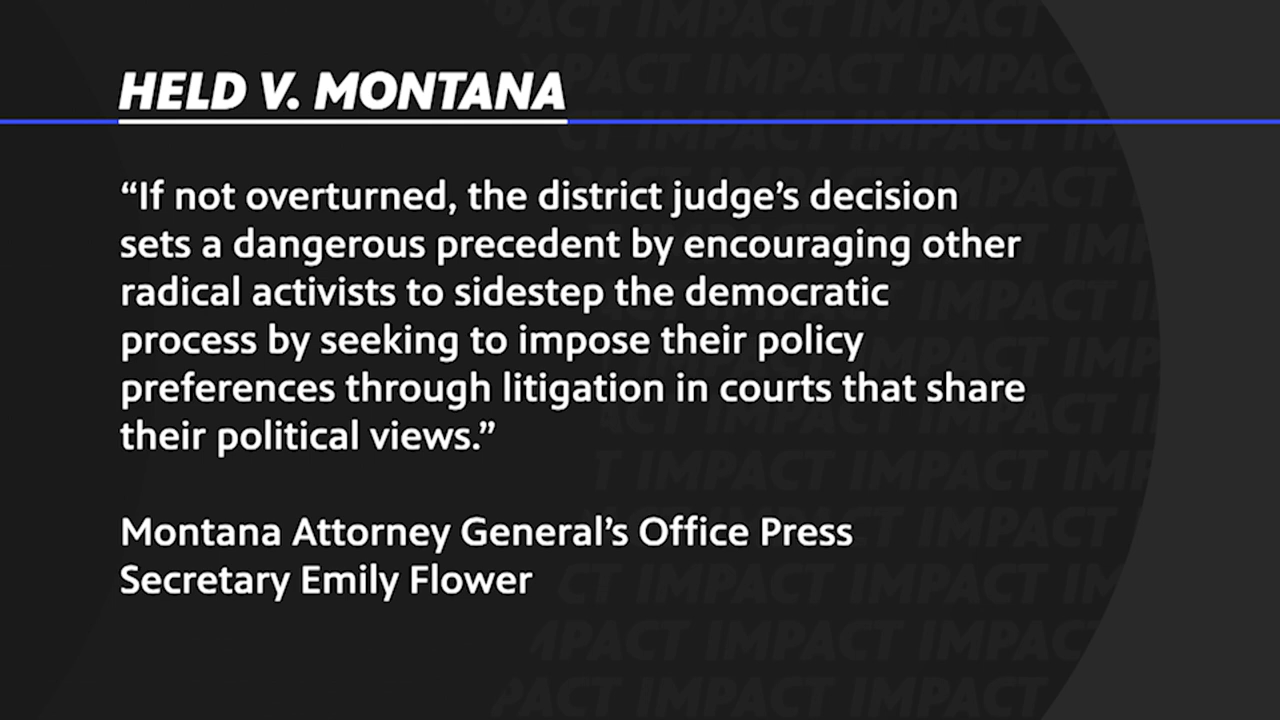 HELD V. MONTANA
“If not overturned, the district judge’s decision
sets a dangerous precedent by encouraging other
radical activists to sidestep the democratic
process by seeking to impose their policy
preferences through litigation in courts that share
their political views.”
Montana Attorney General’s Office Press
Secretary Emily Flower